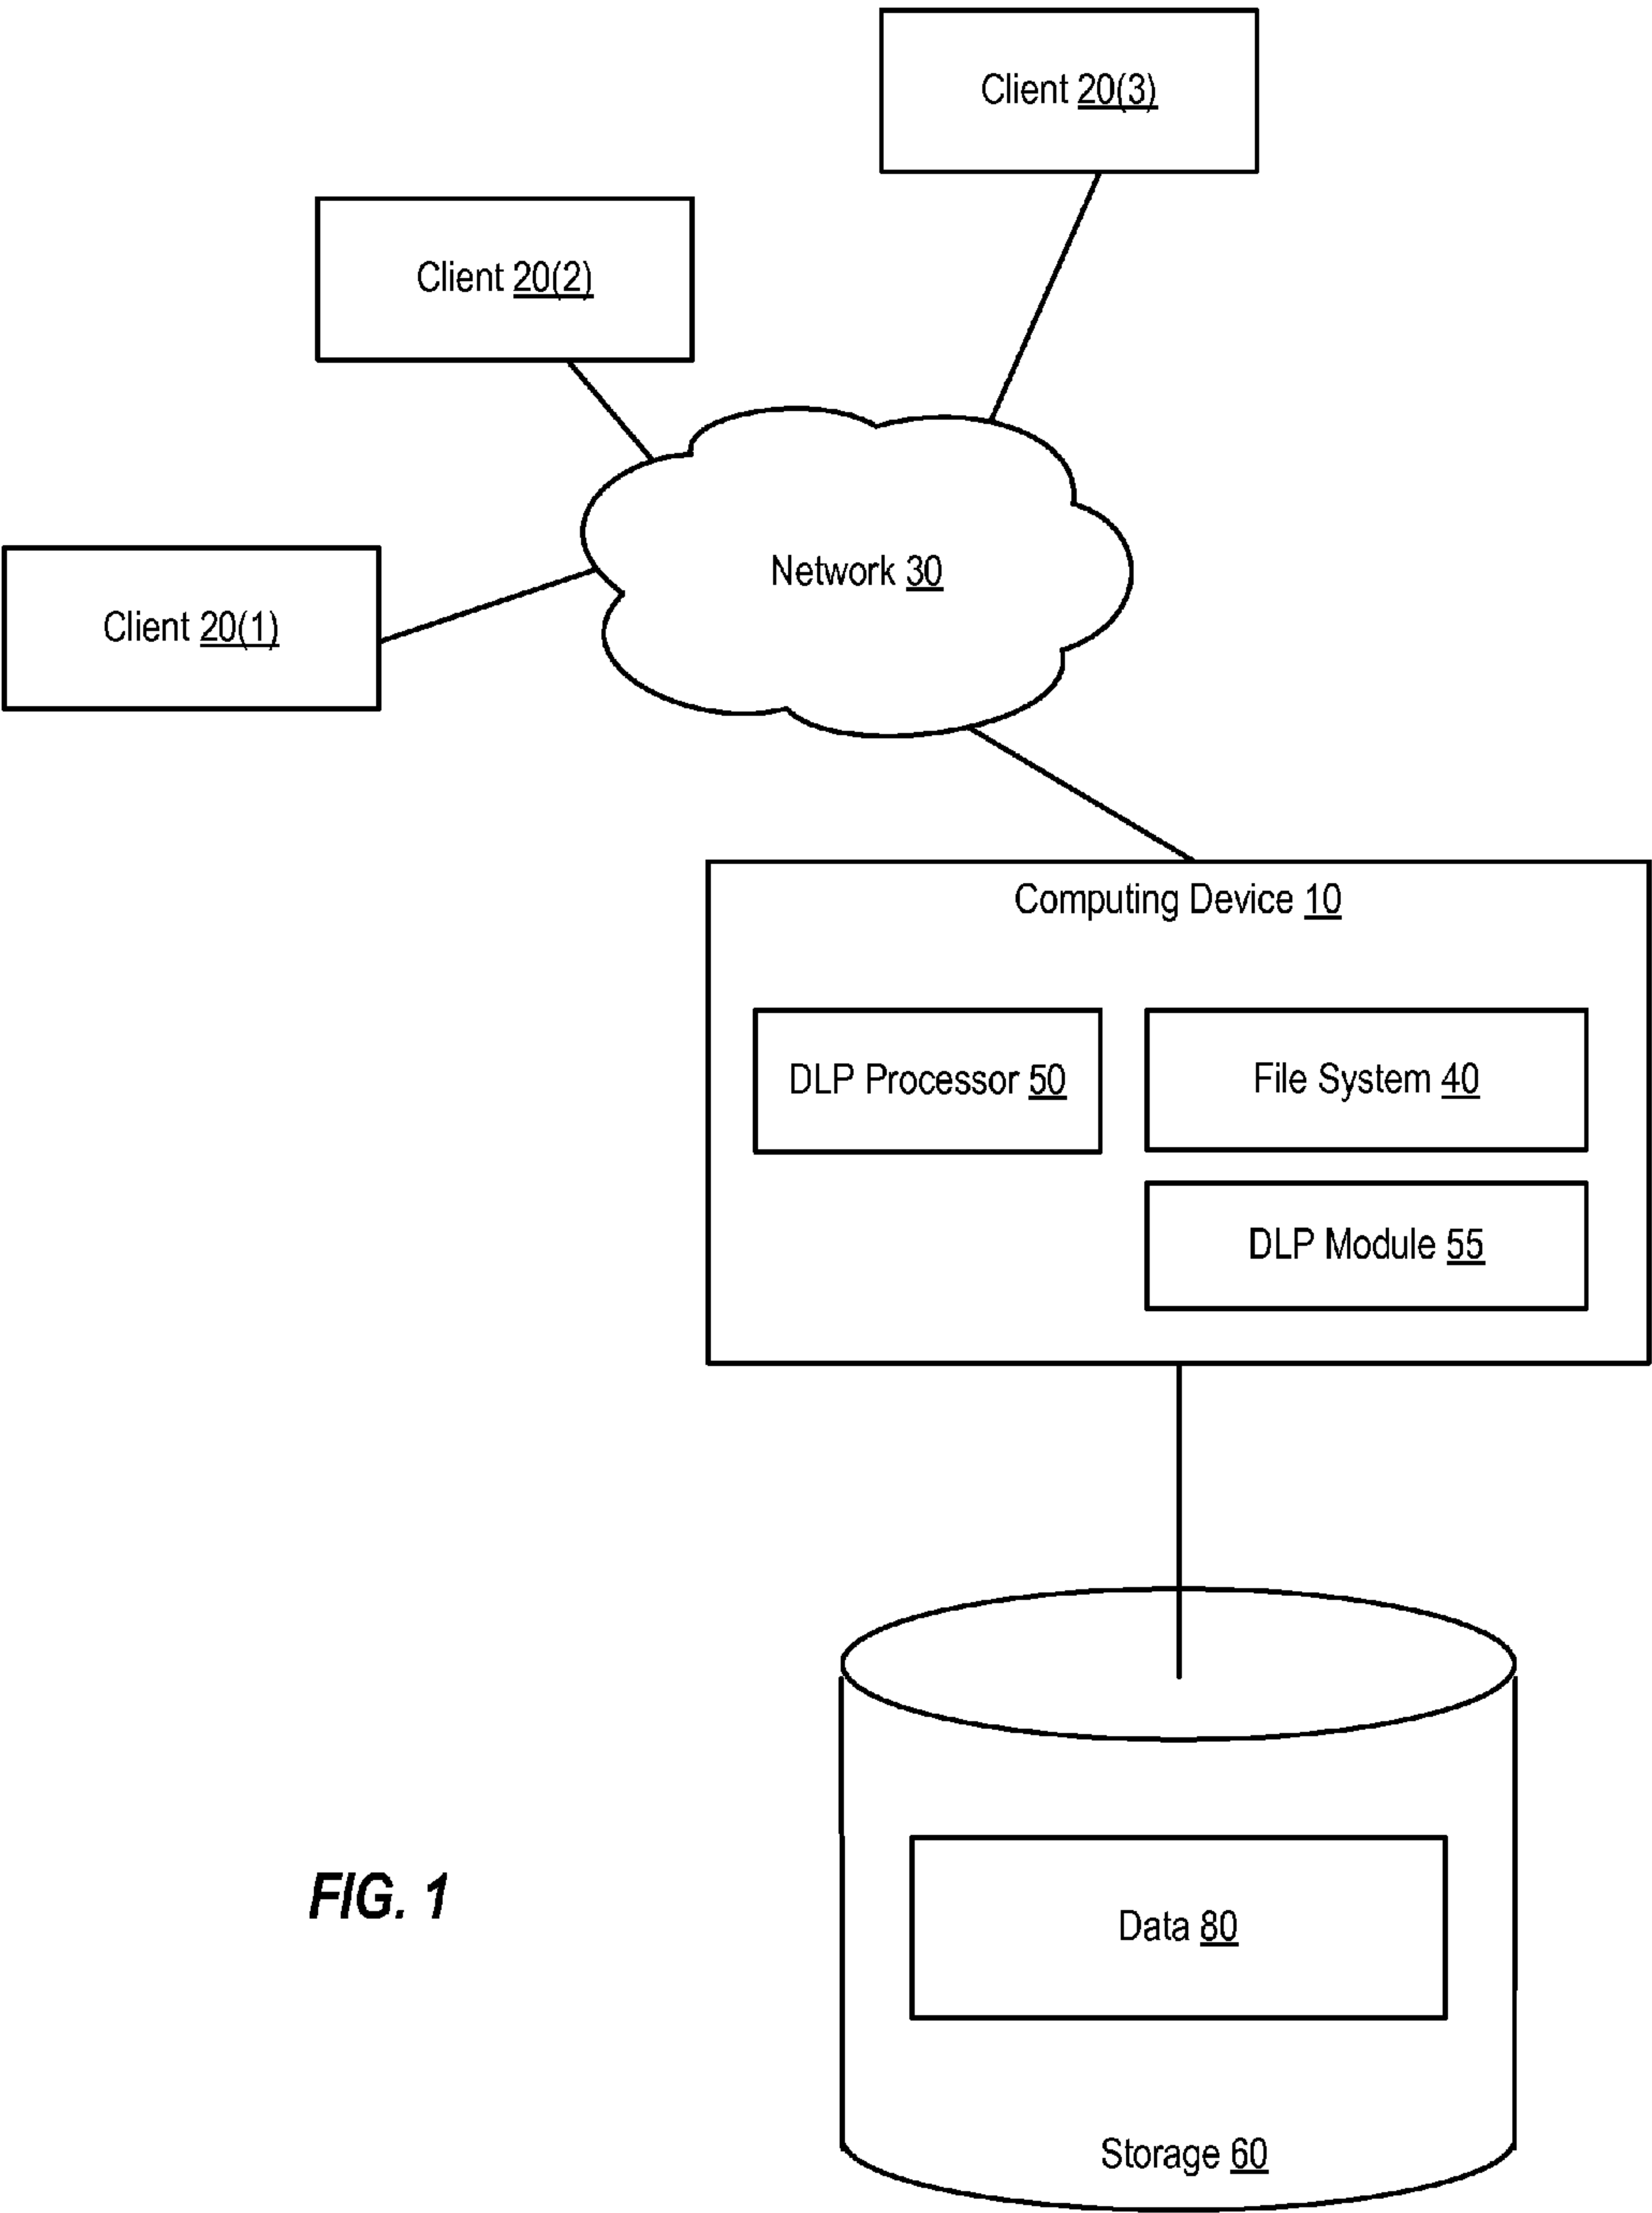 Client 20(3)
Client 20(2)
Network 30
Client 20(1)
Computing Device 10
DLP Processor 50
File System 40
DLP Module 55
Data 80
Storage 60
FIG. 1